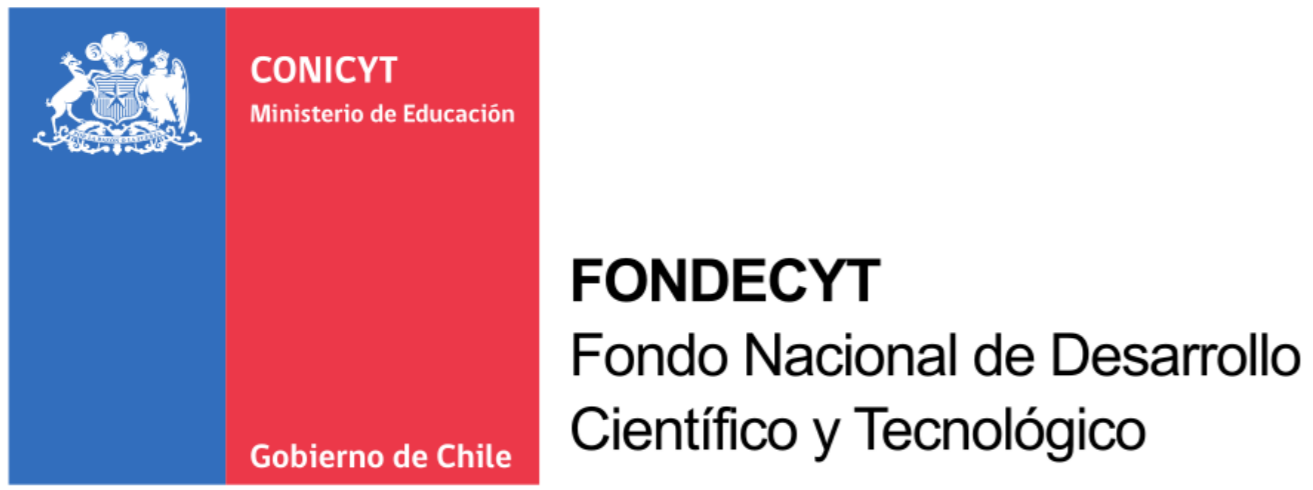 CONICYT
Ministerio de Educación
Gobierno de Chile
FONDECYT
Fondo Nacional de Desarrollo
Científico y Tecnológico